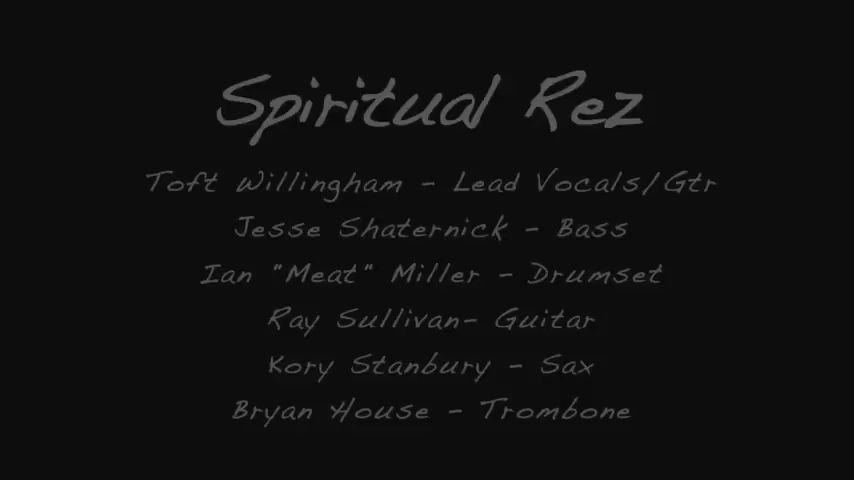 Spiritual Rez
Toft Willingham - Lead Vocals/Gtr
Jesse Shaternick - Bass
Ian "Meat" Miller - Drumset
Ray Sullivan- Guitar
Kory Stanbury - Sax
Bryan House - Trombone